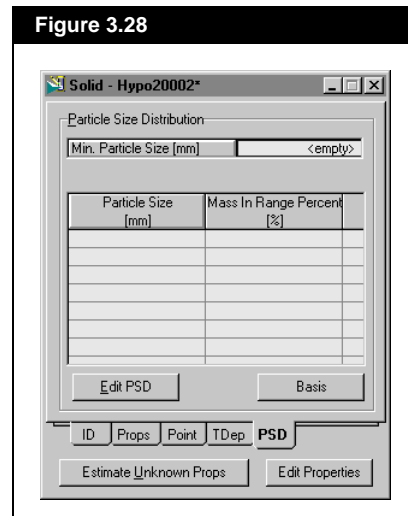 Figure 3.28
Solid - Hypo20002*
Particle Size Distribution
Min. Particle Size [mm] <empty>
Particle Size Mass In Range Percent
[mm] [%]
Edit PSD Basis
ID Props Point TDep PSD
Estimate Unknown Props Edit Properties